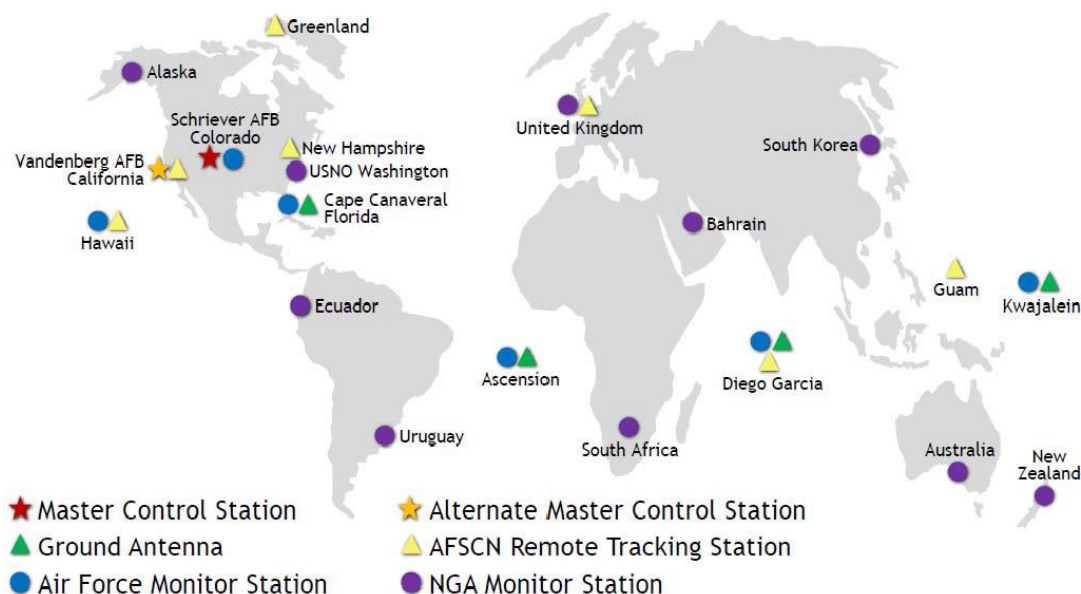 Greenland
Alaska
Schriever AFB
Colorado
United Kingdom
New Hampshire
South Korea
Vandenberg AFB
California
USNO Washington
Cape Canaveral
Florida
Bahrain
Hawaii
Guam
Ecuador
Kwajalein
Ascension
Diego Garcia
Uruguay
South Africa
Australia
New
Zealand
Master Control Station
Alternate Master Control Station
Ground Antenna
AFSCN Remote Tracking Station
Air Force Monitor Station
NGA Monitor Station